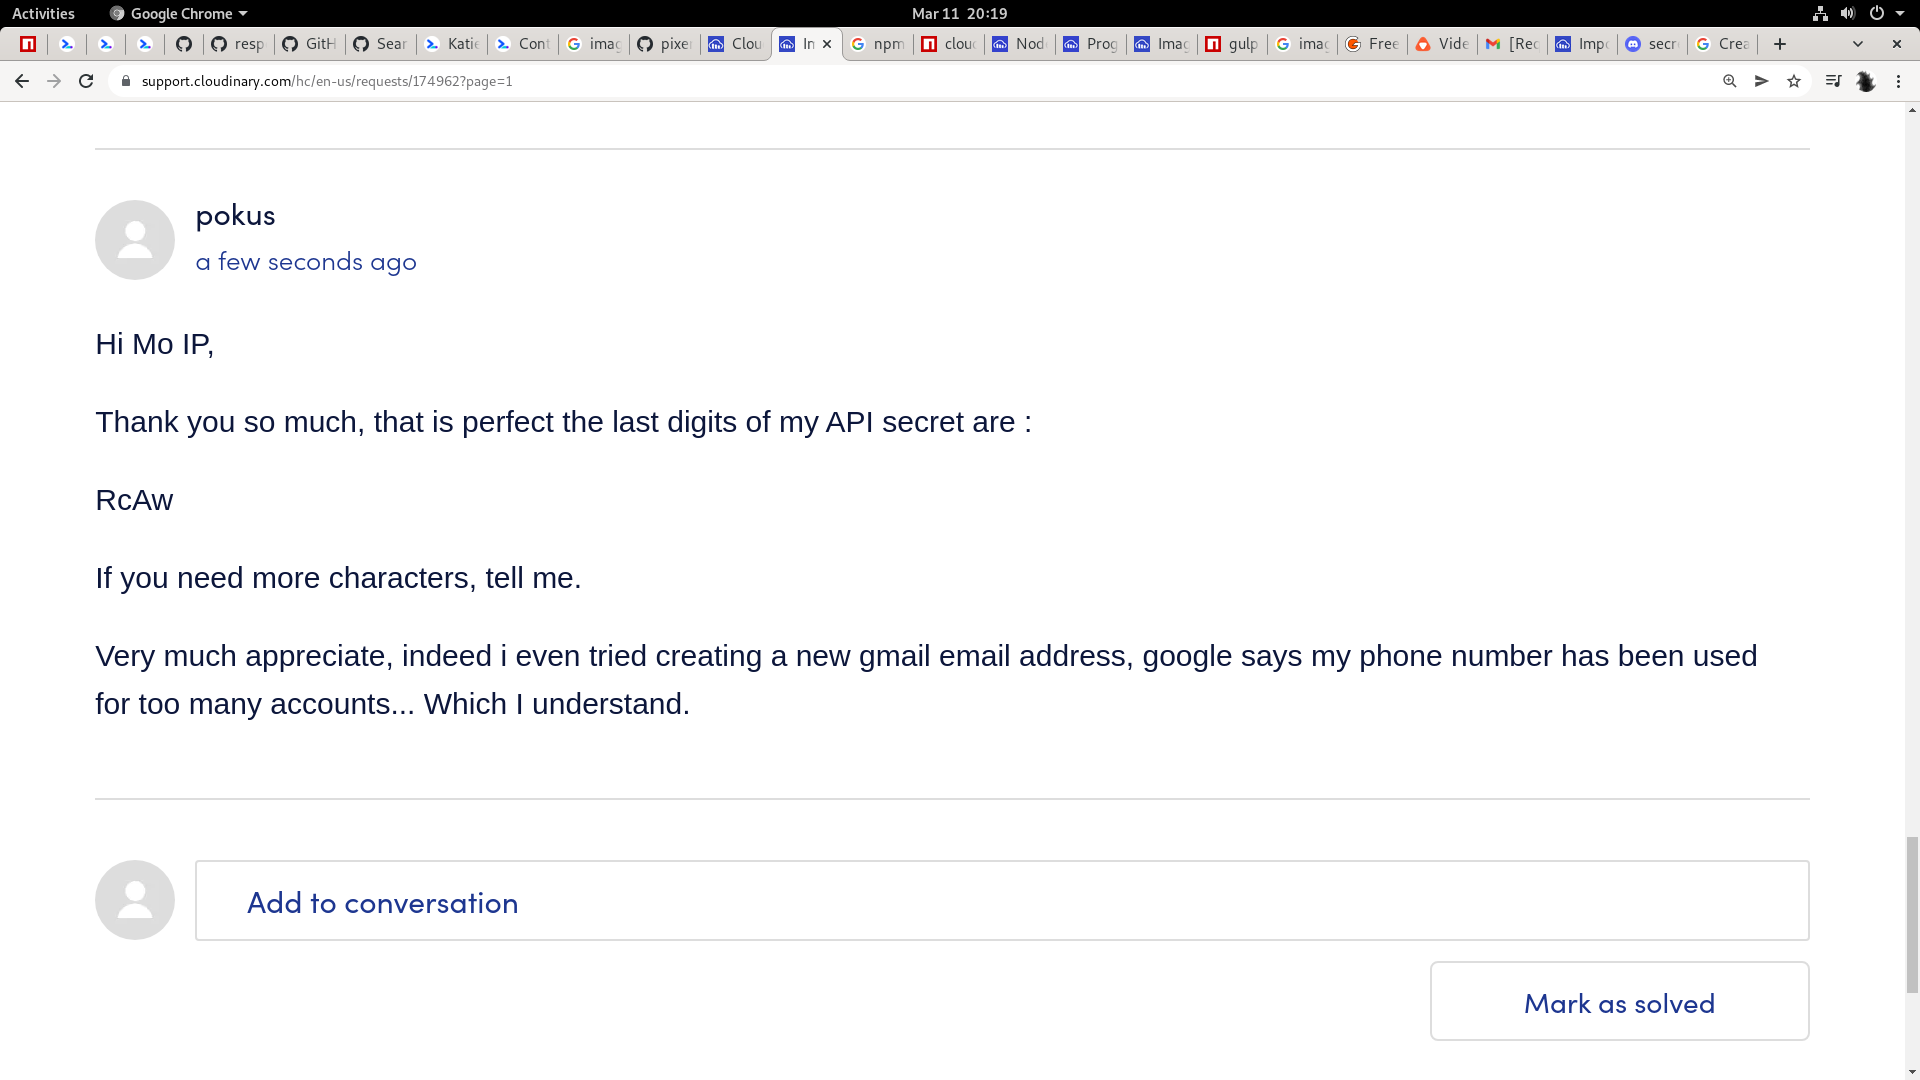 Activities Google Chrome Mar 11 20:19
resp GitH Sear Katie Cont imag pixel Clou In npm clouc Nod Prog Imag gulp imag Free Vide [Rec Impo secr Crea
support.cloudinary.com/hc/en-us/requests/174962?page=1
pokus
a few seconds ago
Hi Mo IP,
Thank you so much, that is perfect the last digits of my API secret are :
RcAw
If you need more characters, tell me.
Very much appreciate, indeed i even tried creating a new gmail email address, google says my phone number has been used
for too many accounts... Which I understand.
Add to conversation
Mark as solved